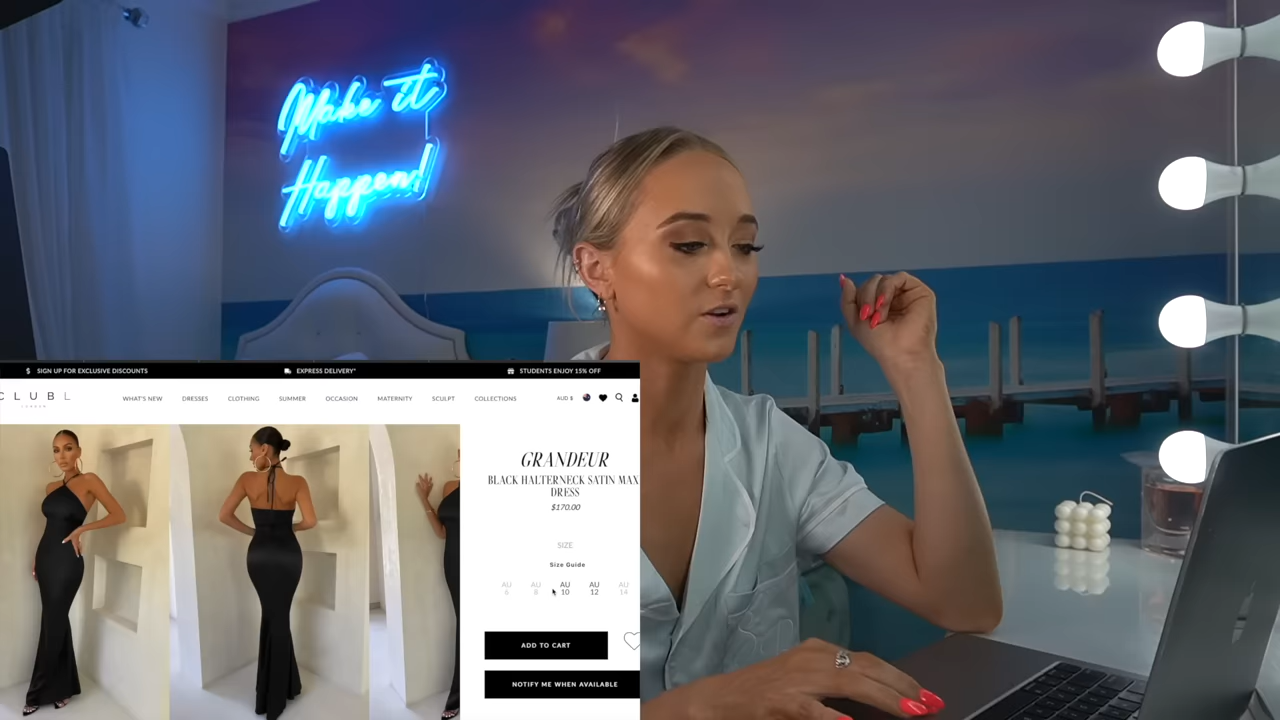 Make it
Happen!
$ SIGN UP FOR EXCLUSIVE DISCOUNTS
EXPRESS DELIVERY*
STUDENTS ENJOY 15% OFF
CLUB L
LONDON
WHAT'S NEW
DRESSES
CLOTHING
SUMMER
OCCASION
MATERNITY
SCULPT
COLLECTIONS
AUD $
GRANDEUR
BLACK HALTERNECK SATIN MAX
DRESS
$170.00
SIZE
Size Guide
AU
6
AU
8
AU
10
AU
12
AU
14
ADD TO CART
NOTIFY ME WHEN AVAILABLE